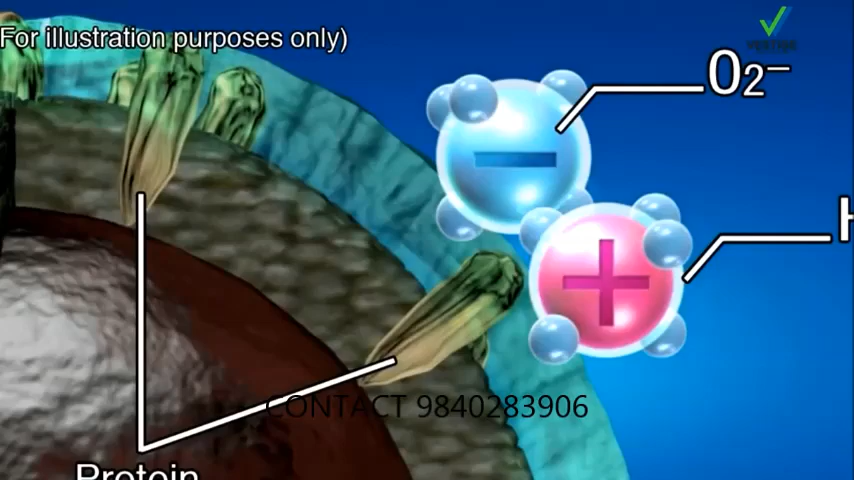 (For illustration purposes only)
O₂⁻
H
CONTACT 9840283906
Protein